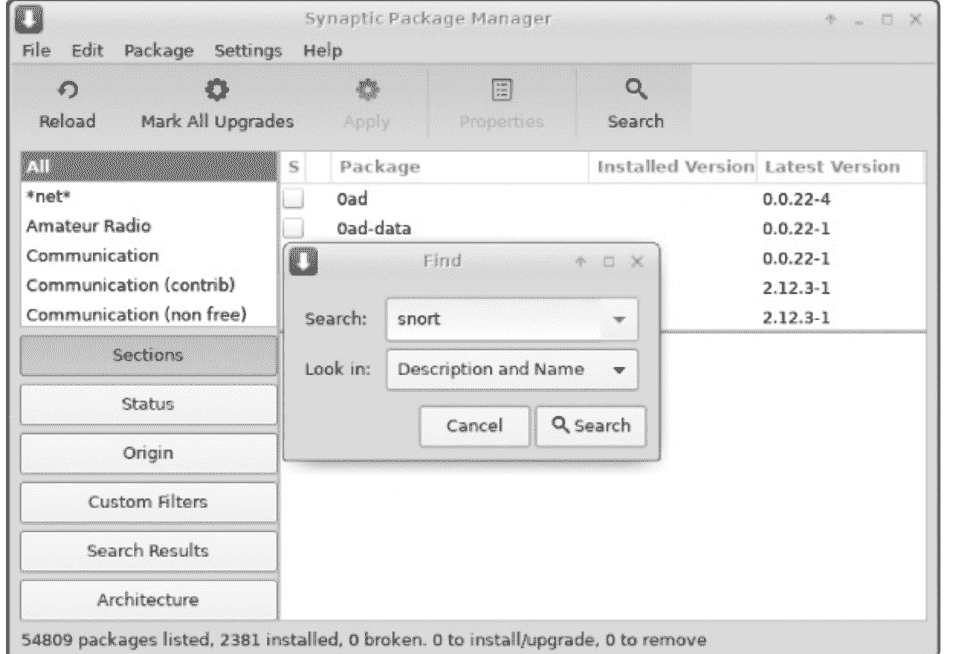 Synaptic Package Manager
File Edit Package Settings Help
Reload Mark All Upgrades Apply Properties Search
All
S Package Installed Version Latest Version
*net*
0ad 0.0.22-4
Amateur Radio
0ad-data 0.0.22-1
Communication
0.0.22-1
Communication (contrib)
2.12.3-1
Communication (non free)
2.12.3-1
Find
Search: snort
Look in: Description and Name
Cancel Search
Sections
Status
Origin
Custom Filters
Search Results
Architecture
54809 packages listed, 2381 installed, 0 broken. 0 to install/upgrade, 0 to remove